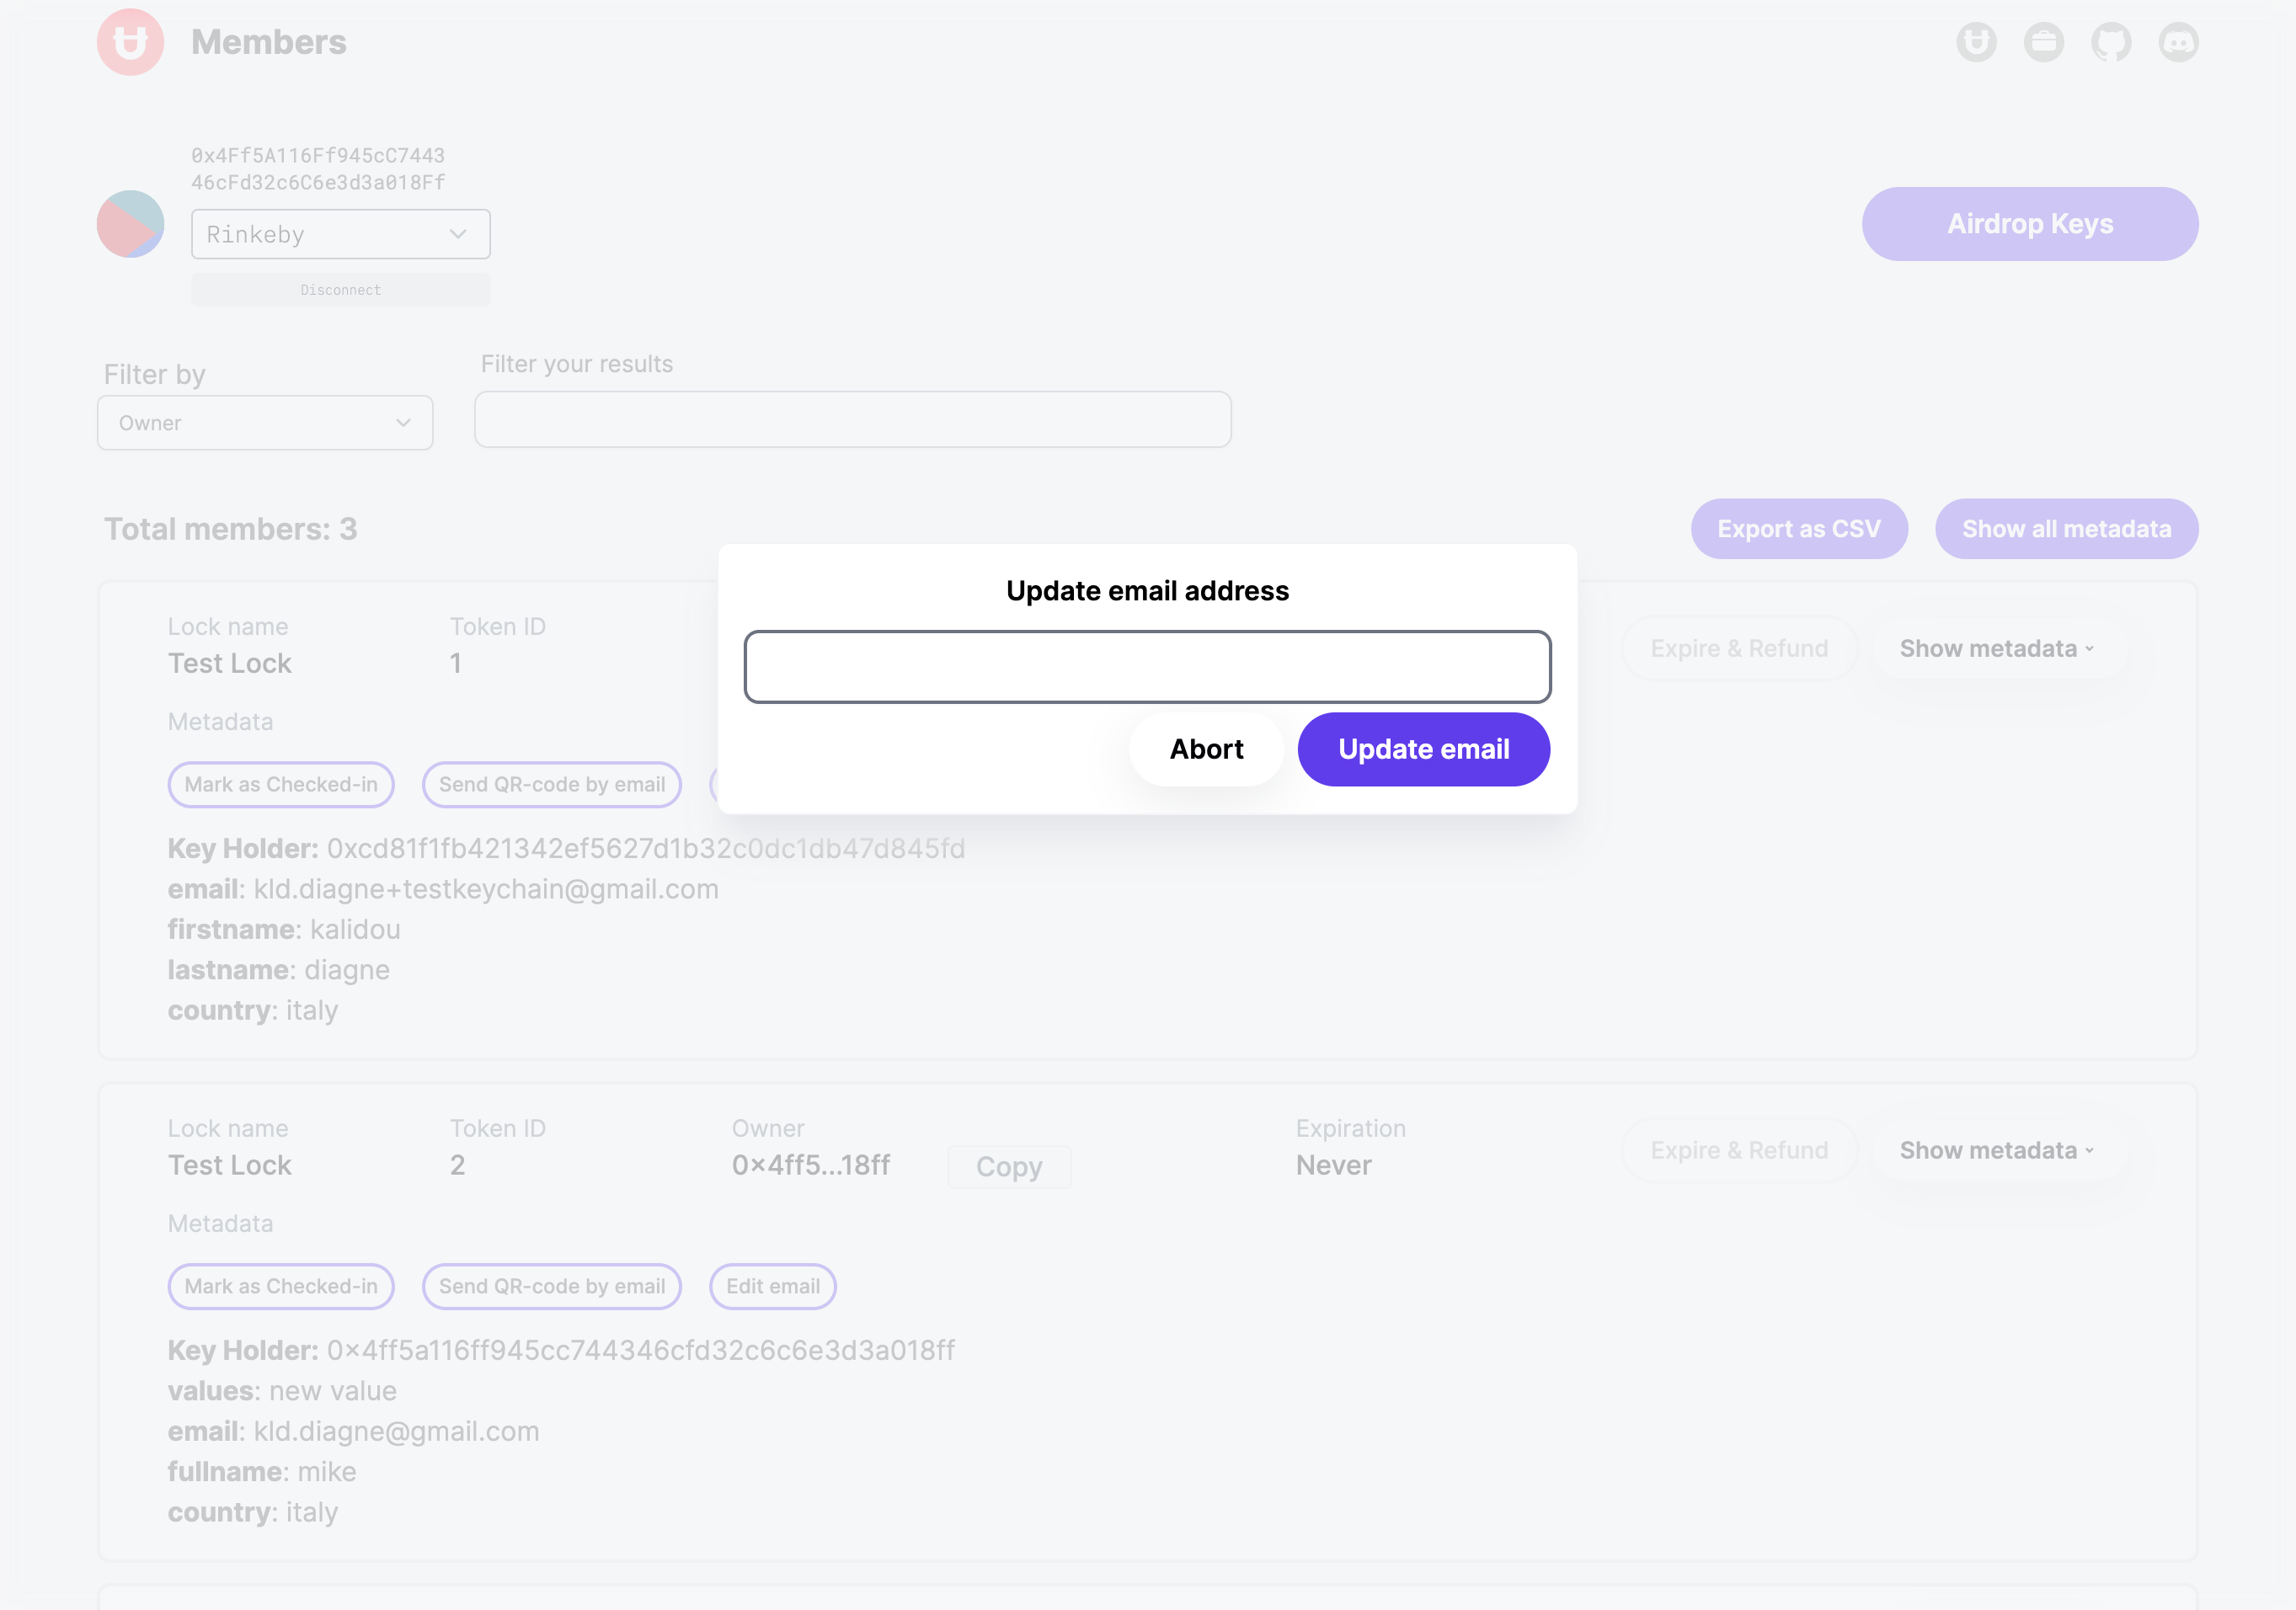 Members
0x4Ff5A116Ff945cC7443
46cFd32c6C6e3d3a018Ff
Rinkeby
Disconnect
Airdrop Keys
Filter by
Filter your results
Owner
Total members: 3
Export as CSV
Show all metadata
Update email address
Abort
Update email
Lock name
Token ID
Test Lock
1
Expire & Refund
Show metadata
Metadata
Mark as Checked-in
Send QR-code by email
Key Holder: 0xcd81f1fb421342ef5627d1b32c0dc1db47d845fd
email: kld.diagne+testkeychain@gmail.com
firstname: kalidou
lastname: diagne
country: italy
Lock name
Token ID
Owner
Expiration
Test Lock
2
0x4ff5...18ff
Copy
Never
Expire & Refund
Show metadata
Metadata
Mark as Checked-in
Send QR-code by email
Edit email
Key Holder: 0x4ff5a116ff945cc744346cfd32c6c6e3d3a018ff
values: new value
email: kld.diagne@gmail.com
fullname: mike
country: italy